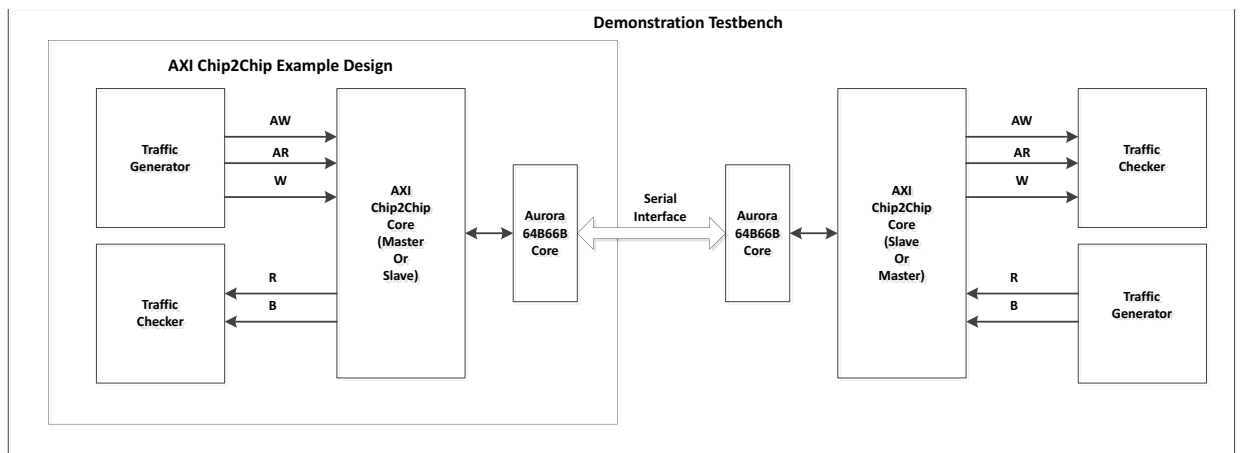 Demonstration Testbench
AXI Chip2Chip Example Design
Traffic
Generator
AW
AR
W
Traffic
Checker
R
B
AXI
Chip2Chip
Core
(Master
Or
Slave)
Aurora
64B66B
Core
Serial
Interface
Aurora
64B66B
Core
AXI
Chip2Chip
Core
(Slave
Or
Master)
AW
AR
W
Traffic
Checker
R
B
Traffic
Generator